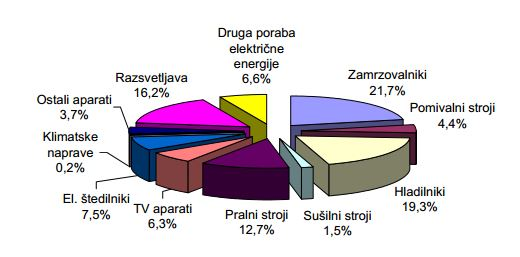 Druga poraba
električne
energije
6,6%
Zamrzovalniki
21,7%
Pomivalni stroji
4,4%
Hladilniki
19,3%
Sušilni stroji
1,5%
Pralni stroji
12,7%
TV aparati
6,3%
El. štedilniki
7,5%
Klimatske
naprave
0,2%
Ostali aparati
3,7%
Razsvetljava
16,2%